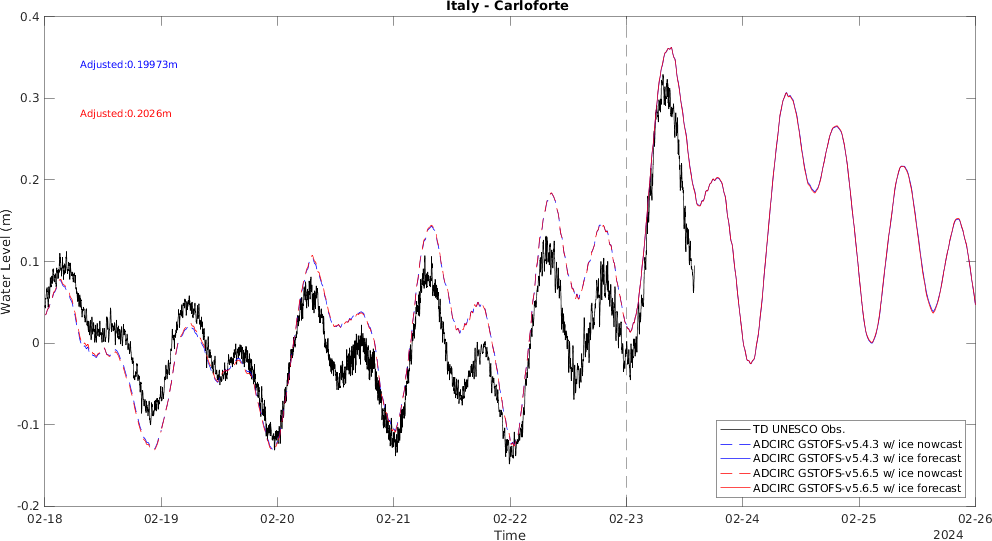 Italy - Carloforte
Water Level (m)
0.4
0.3
0.2
0.1
0
-0.1
-0.2
Adjusted:0.19973m
Adjusted:0.2026m
TD UNESCO Obs.
ADCIRC GSTOFS-v5.4.3 w/ ice nowcast
ADCIRC GSTOFS-v5.4.3 w/ ice forecast
ADCIRC GSTOFS-v5.6.5 w/ ice nowcast
ADCIRC GSTOFS-v5.6.5 w/ ice forecast
02-18 02-19 02-20 02-21 02-22 02-23 02-24 02-25 02-26
Time
2024